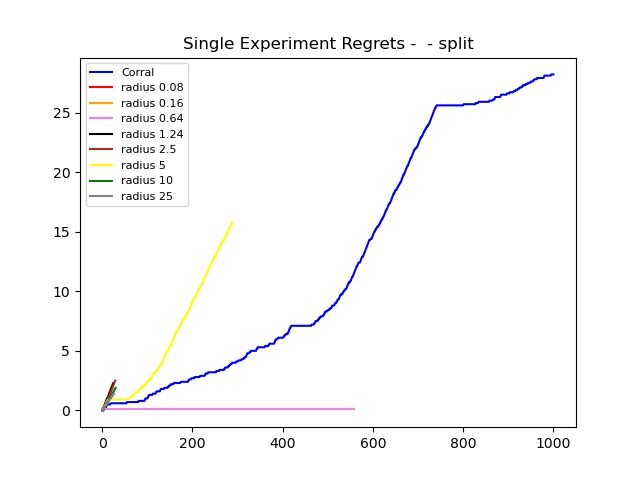 Single Experiment Regrets -  - split
Corral
radius 0.08
radius 0.16
radius 0.64
radius 1.24
radius 2.5
radius 5
radius 10
radius 25
25
20
15
10
5
0
0 200 400 600 800 1000